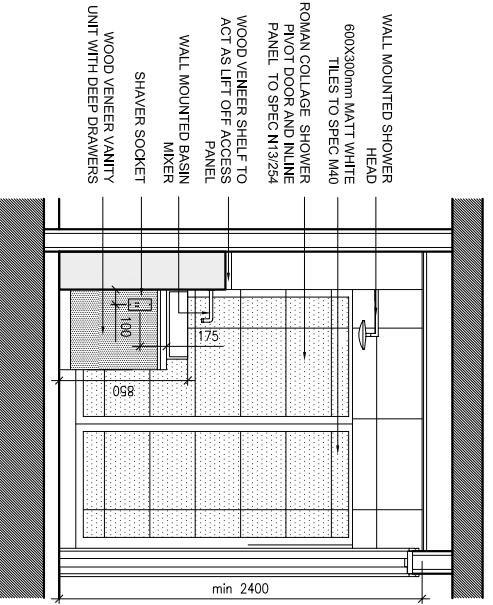 WALL MOUNTED SHOWER
HEAD
600X300mm MATT WHITE
TILES TO SPEC M40
ROMAN COLLAGE SHOWER
PIVOT DOOR AND INLINE
PANEL TO SPEC N13/254
WOOD VENEER SHELF TO
ACT AS LIFT OFF ACCESS
PANEL
WALL MOUNTED BASIN
MIXER
SHAVER SOCKET
WOOD VENEER VANITY
UNIT WITH DEEP DRAWERS
175
100
850
min 2400